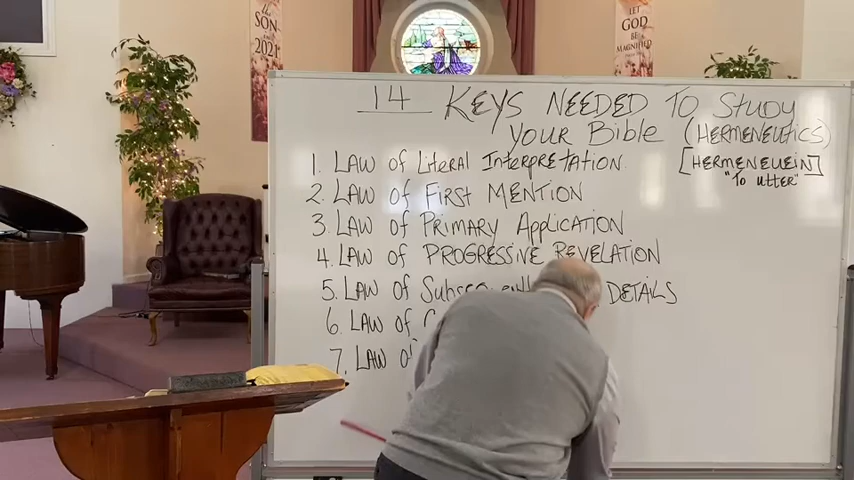 SON
2021
LET
GOD
BE
MAGNIFIED
14 KEYS NEEDED TO STUDY
YOUR BIBLE (HERMENEUTICS)
[HERMENEUEIN]
"TO UTTER"
1. LAW OF LITERAL INTERPRETATION
2. LAW OF FIRST MENTION
3. LAW OF PRIMARY APPLICATION
4. LAW OF PROGRESSIVE REVELATION
5. LAW OF DETAILS
6. LAW OF
7. LAW OF